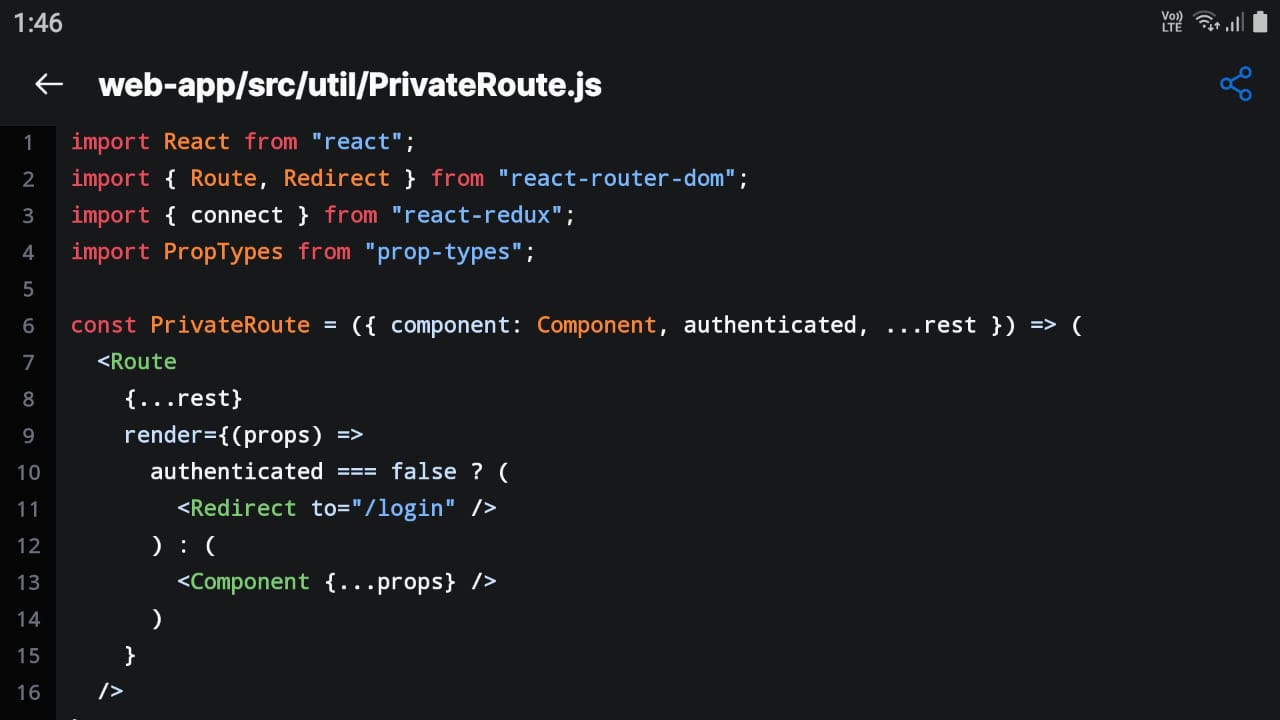 1:46
Vo)) LTE
web-app/src/util/PrivateRoute.js
1 import React from "react";
2 import { Route, Redirect } from "react-router-dom";
3 import { connect } from "react-redux";
4 import PropTypes from "prop-types";
5
6 const PrivateRoute = ({ component: Component, authenticated, ...rest }) => (
7   <Route
8     {...rest}
9     render={(props) =>
10       authenticated === false ? (
11         <Redirect to="/login" />
12       ) : (
13         <Component {...props} />
14       )
15     }
16   />